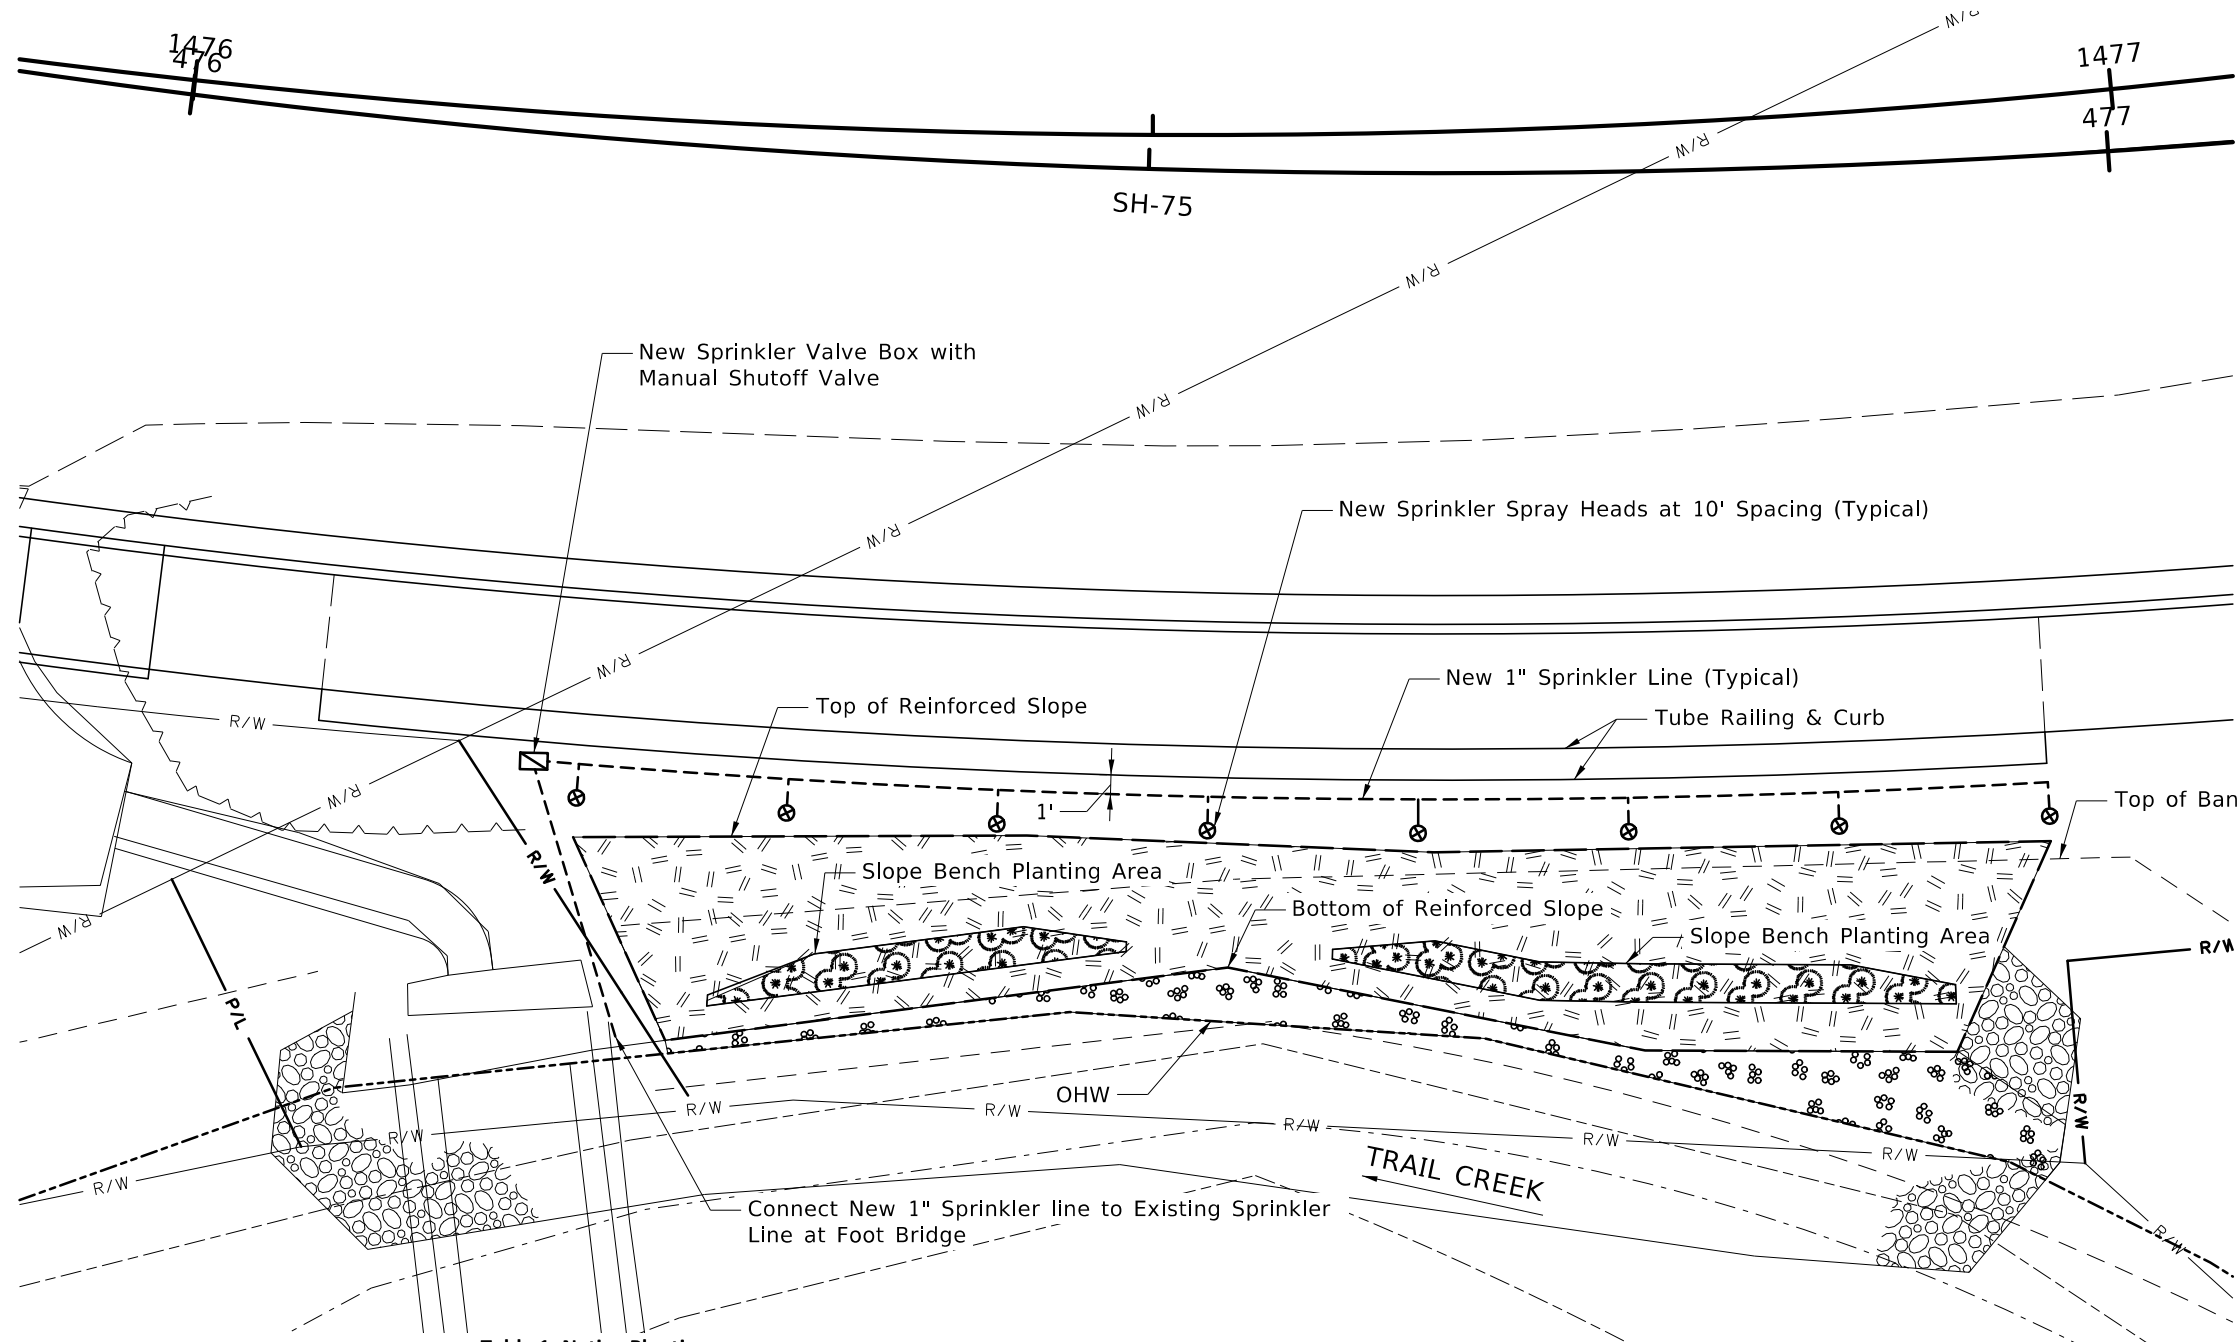 R/W
1476
476
1477
477
R/W
SH-75
R/W
New Sprinkler Valve Box with
Manual Shutoff Valve
R/W
New Sprinkler Spray Heads at 10' Spacing (Typical)
R/W
R/W
New 1" Sprinkler Line (Typical)
Top of Reinforced Slope
Tube Railing & Curb
R/W
R/W
1'
Top of Ban
R/W
Slope Bench Planting Area
Bottom of Reinforced Slope
R/W
Slope Bench Planting Area
R/W
P/L
OHW
R/W
R/W
R/W
R/W
R/W
R/W
R/W
TRAIL CREEK
R/W
Connect New 1" Sprinkler line to Existing Sprinkler
Line at Foot Bridge
R/W